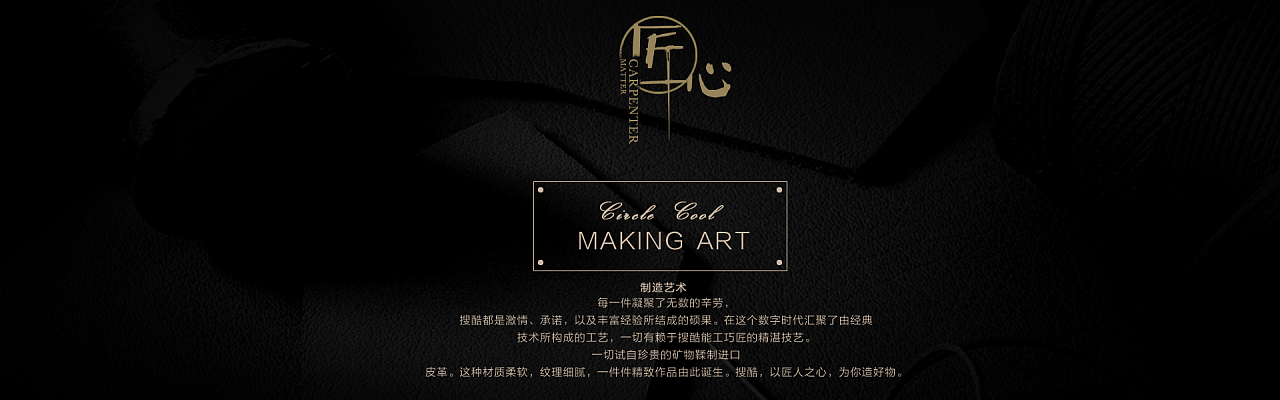 匠心
CARPENTER
MATTER
Circle Cool
MAKING ART
制造艺术
每一件凝聚了无数的辛劳，
搜酷都是激情、承诺，以及丰富经验所结成的硕果。在这个数字时代汇聚了由经典
技术所构成的工艺，一切有赖于搜酷能工巧匠的精湛技艺。
一切试自珍贵的矿物鞣制进口
皮革。这种材质柔软，纹理细腻，一件件精致作品由此诞生。搜酷，以匠人之心，为你造好物。